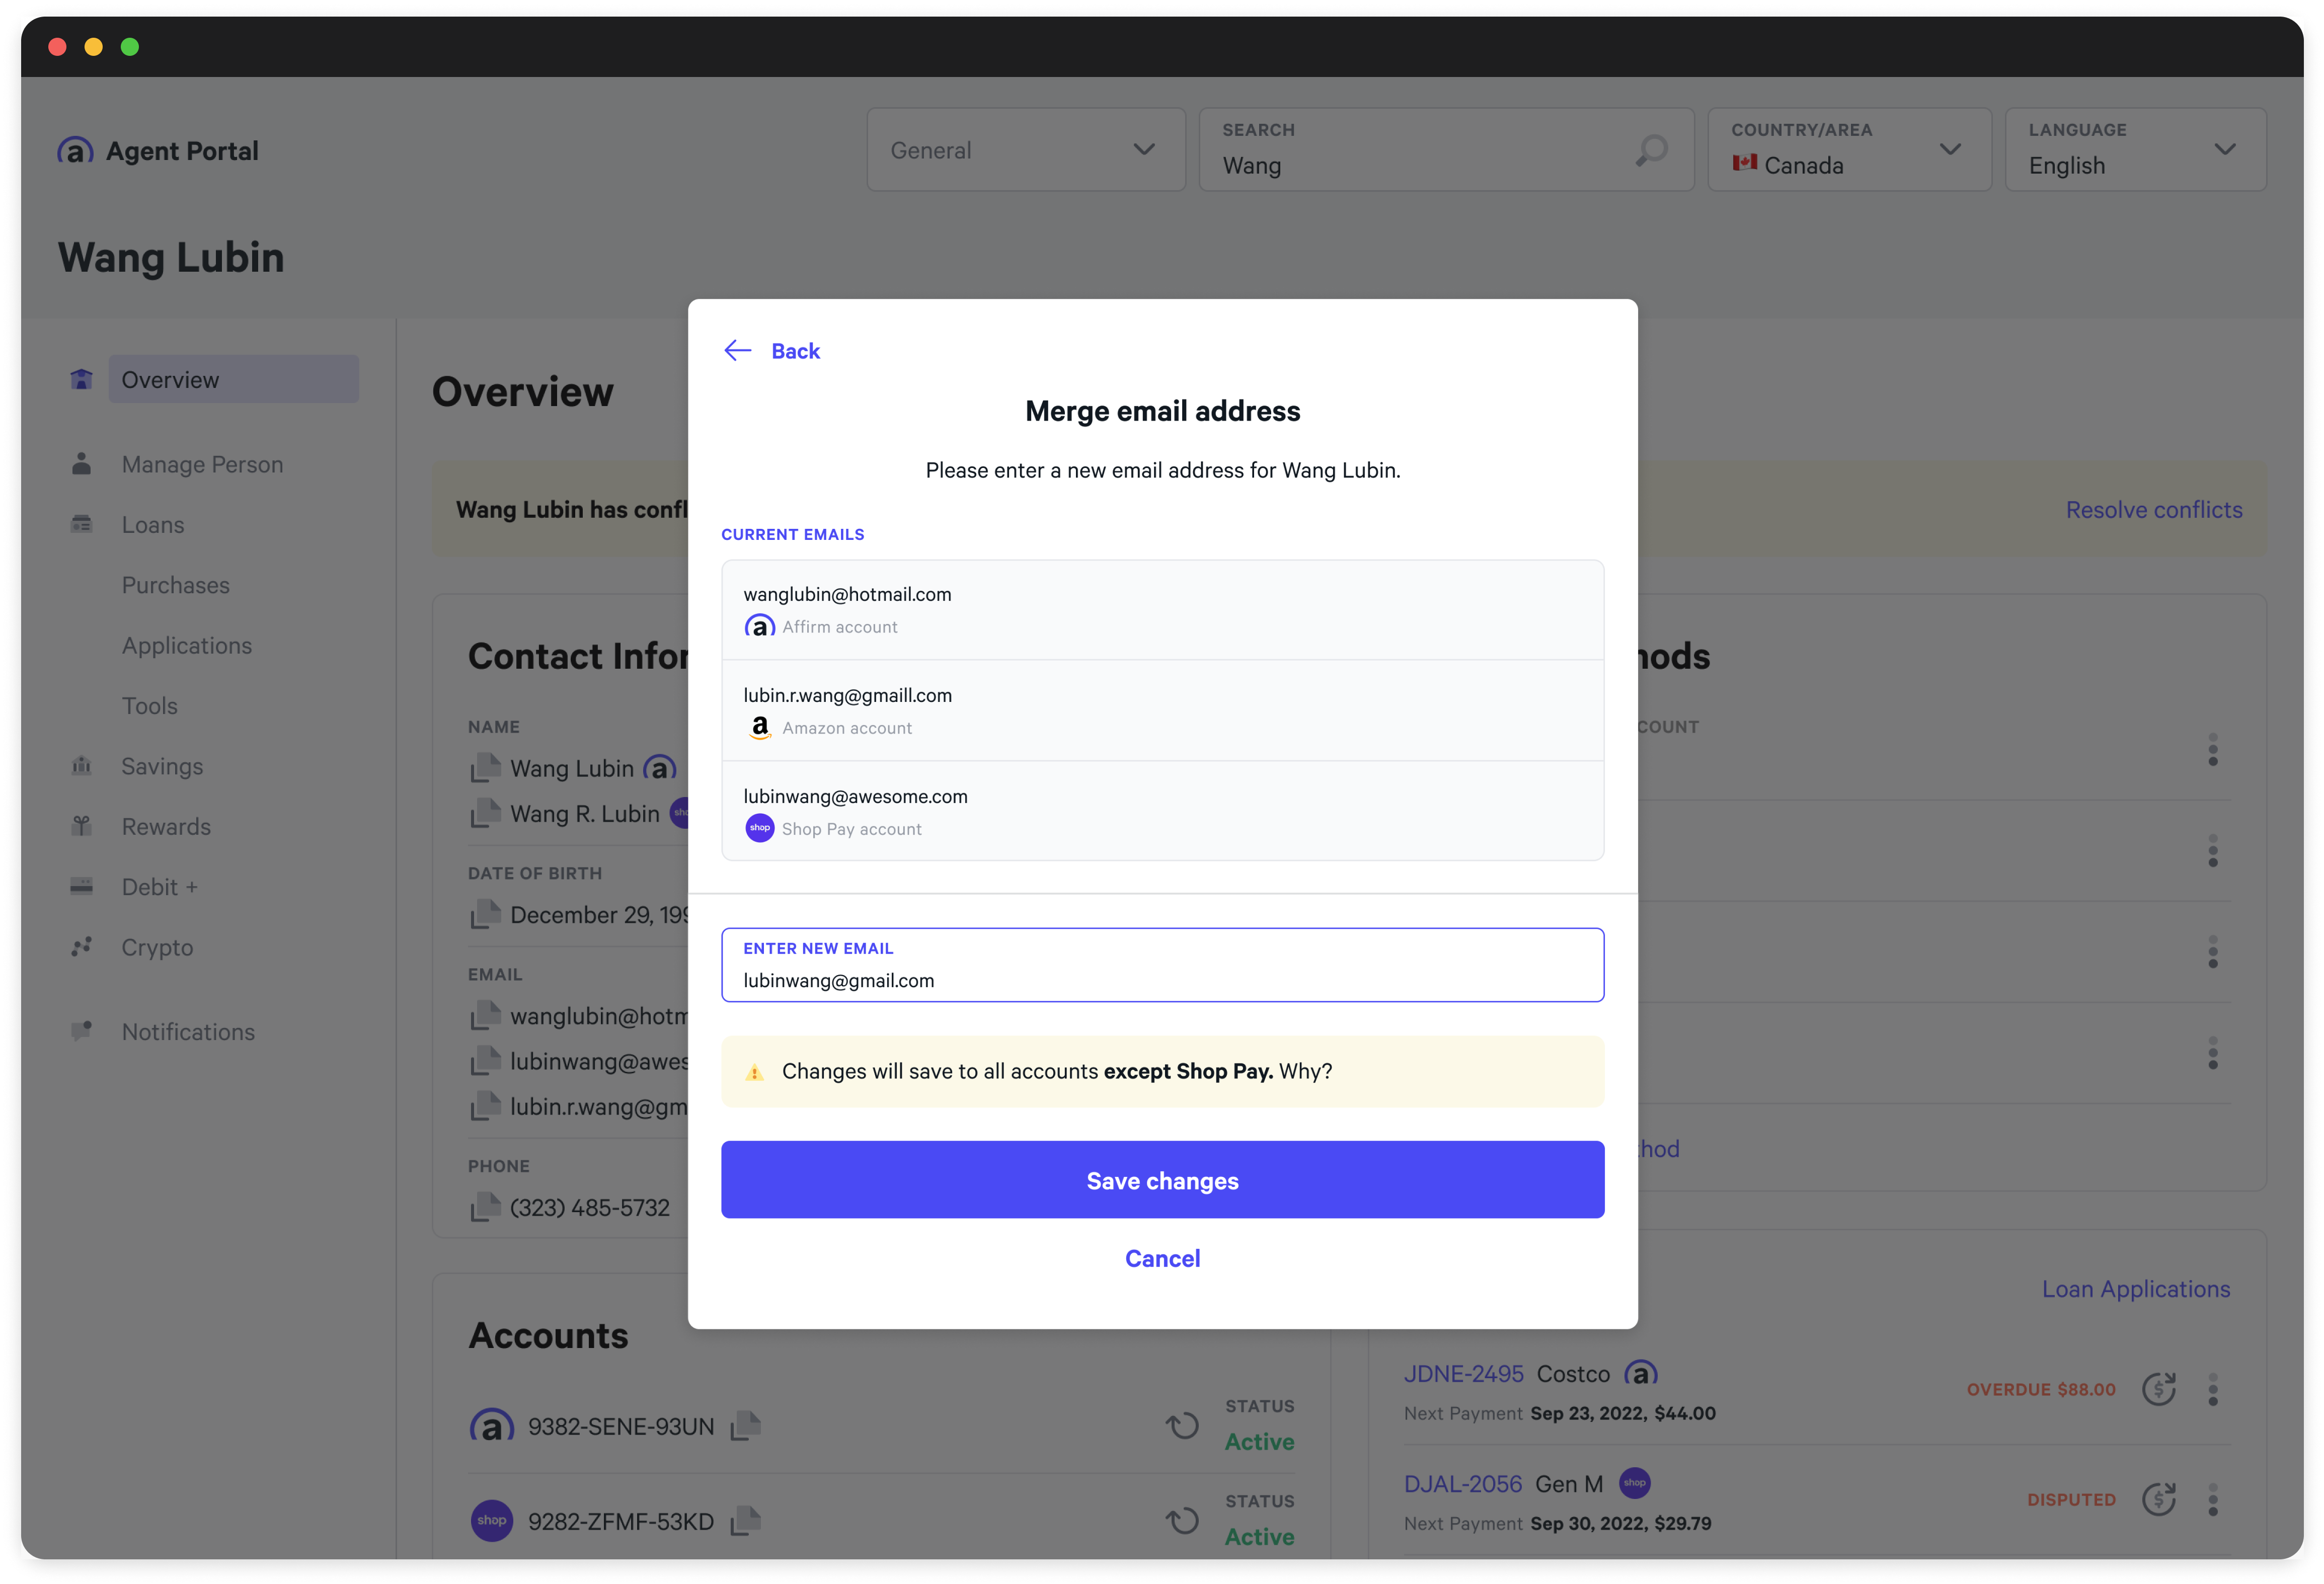 Agent Portal
General
SEARCH
Wang
COUNTRY/AREA
Canada
LANGUAGE
English
Wang Lubin
Overview
Manage Person
Loans
Purchases
Applications
Tools
Savings
Rewards
Debit +
Crypto
Notifications
Overview
Wang Lubin has confl
Resolve conflicts
Contact Infor
NAME
Wang Lubin
Wang R. Lubin
DATE OF BIRTH
December 29, 199
EMAIL
wanglubin@hotm
lubinwang@awes
lubin.r.wang@gm
PHONE
(323) 485-5732
Back
Merge email address
Please enter a new email address for Wang Lubin.
CURRENT EMAILS
wanglubin@hotmail.com
Affirm account
lubin.r.wang@gmaill.com
Amazon account
lubinwang@awesome.com
shop Shop Pay account
ENTER NEW EMAIL
lubinwang@gmail.com
Changes will save to all accounts except Shop Pay. Why?
Save changes
Cancel
hods
COUNT
thod
Accounts
9382-SENE-93UN
STATUS
Active
shop 9282-ZFMF-53KD
STATUS
Active
Loan Applications
JDNE-2495 Costco
OVERDUE $88.00
Next Payment Sep 23, 2022, $44.00
DJAL-2056 Gen M shop
DISPUTED
Next Payment Sep 30, 2022, $29.79